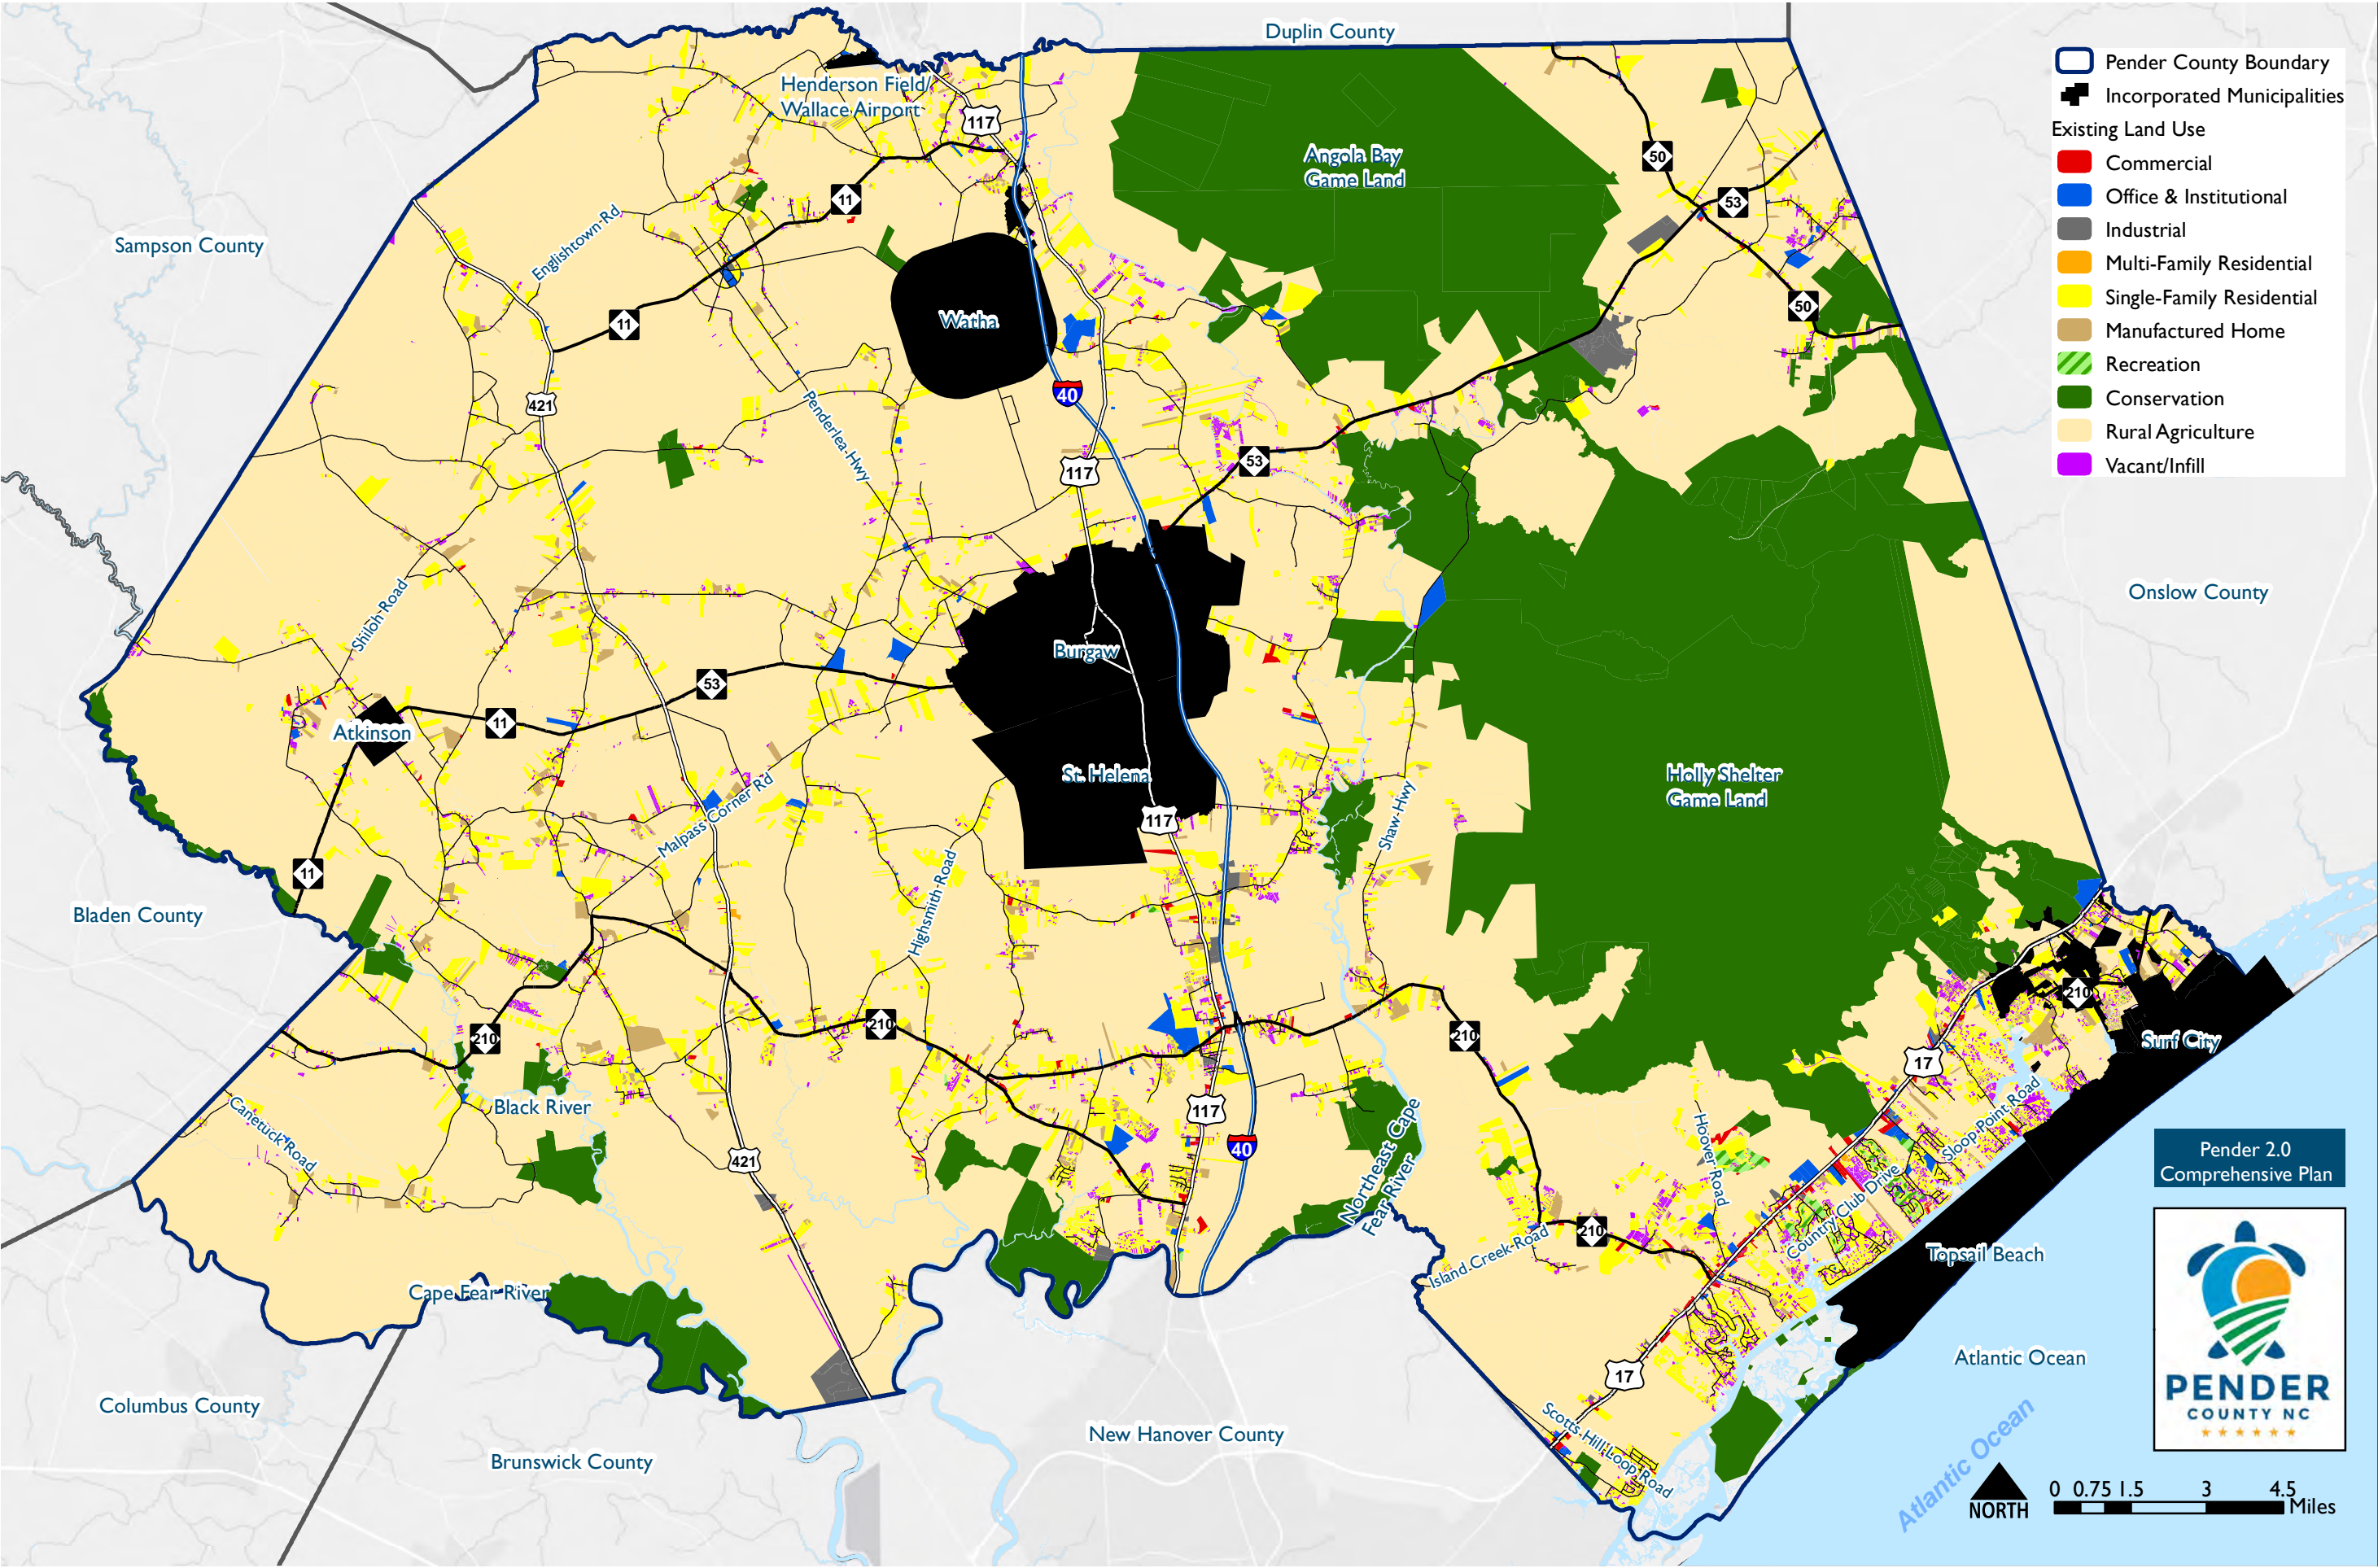 Duplin County
Pender County Boundary
Incorporated Municipalities
Existing Land Use
Commercial
Office & Institutional
Industrial
Multi-Family Residential
Single-Family Residential
Manufactured Home
Recreation
Conservation
Rural Agriculture
Vacant/Infill
Henderson Field/
Wallace Airport
117
Angola Bay
Game Land
50
53
11
Sampson County
Englishtown Rd
50
Watha
11
40
421
Penderlea Hwy
117
53
Onslow County
Shiloh Road
Burgaw
53
11
Atkinson
St. Helena
Holly Shelter
Game Land
Malpass Corner Rd
Shaw Hwy
117
11
Highsmith Road
Bladen County
210
210
210
210
Surf City
17
Black River
Canetuck Road
117
40
421
Northeast Cape
Fear River
Hoover Road
Sloop Point Road
Country Club Drive
Pender 2.0
Comprehensive Plan
210
Island Creek Road
Topsail Beach
Cape Fear River
Atlantic Ocean
17
PENDER
COUNTY NC
Columbus County
Scotts Hill Loop Road
New Hanover County
Brunswick County
Atlantic Ocean
NORTH
0 0.75 1.5 3 4.5
Miles